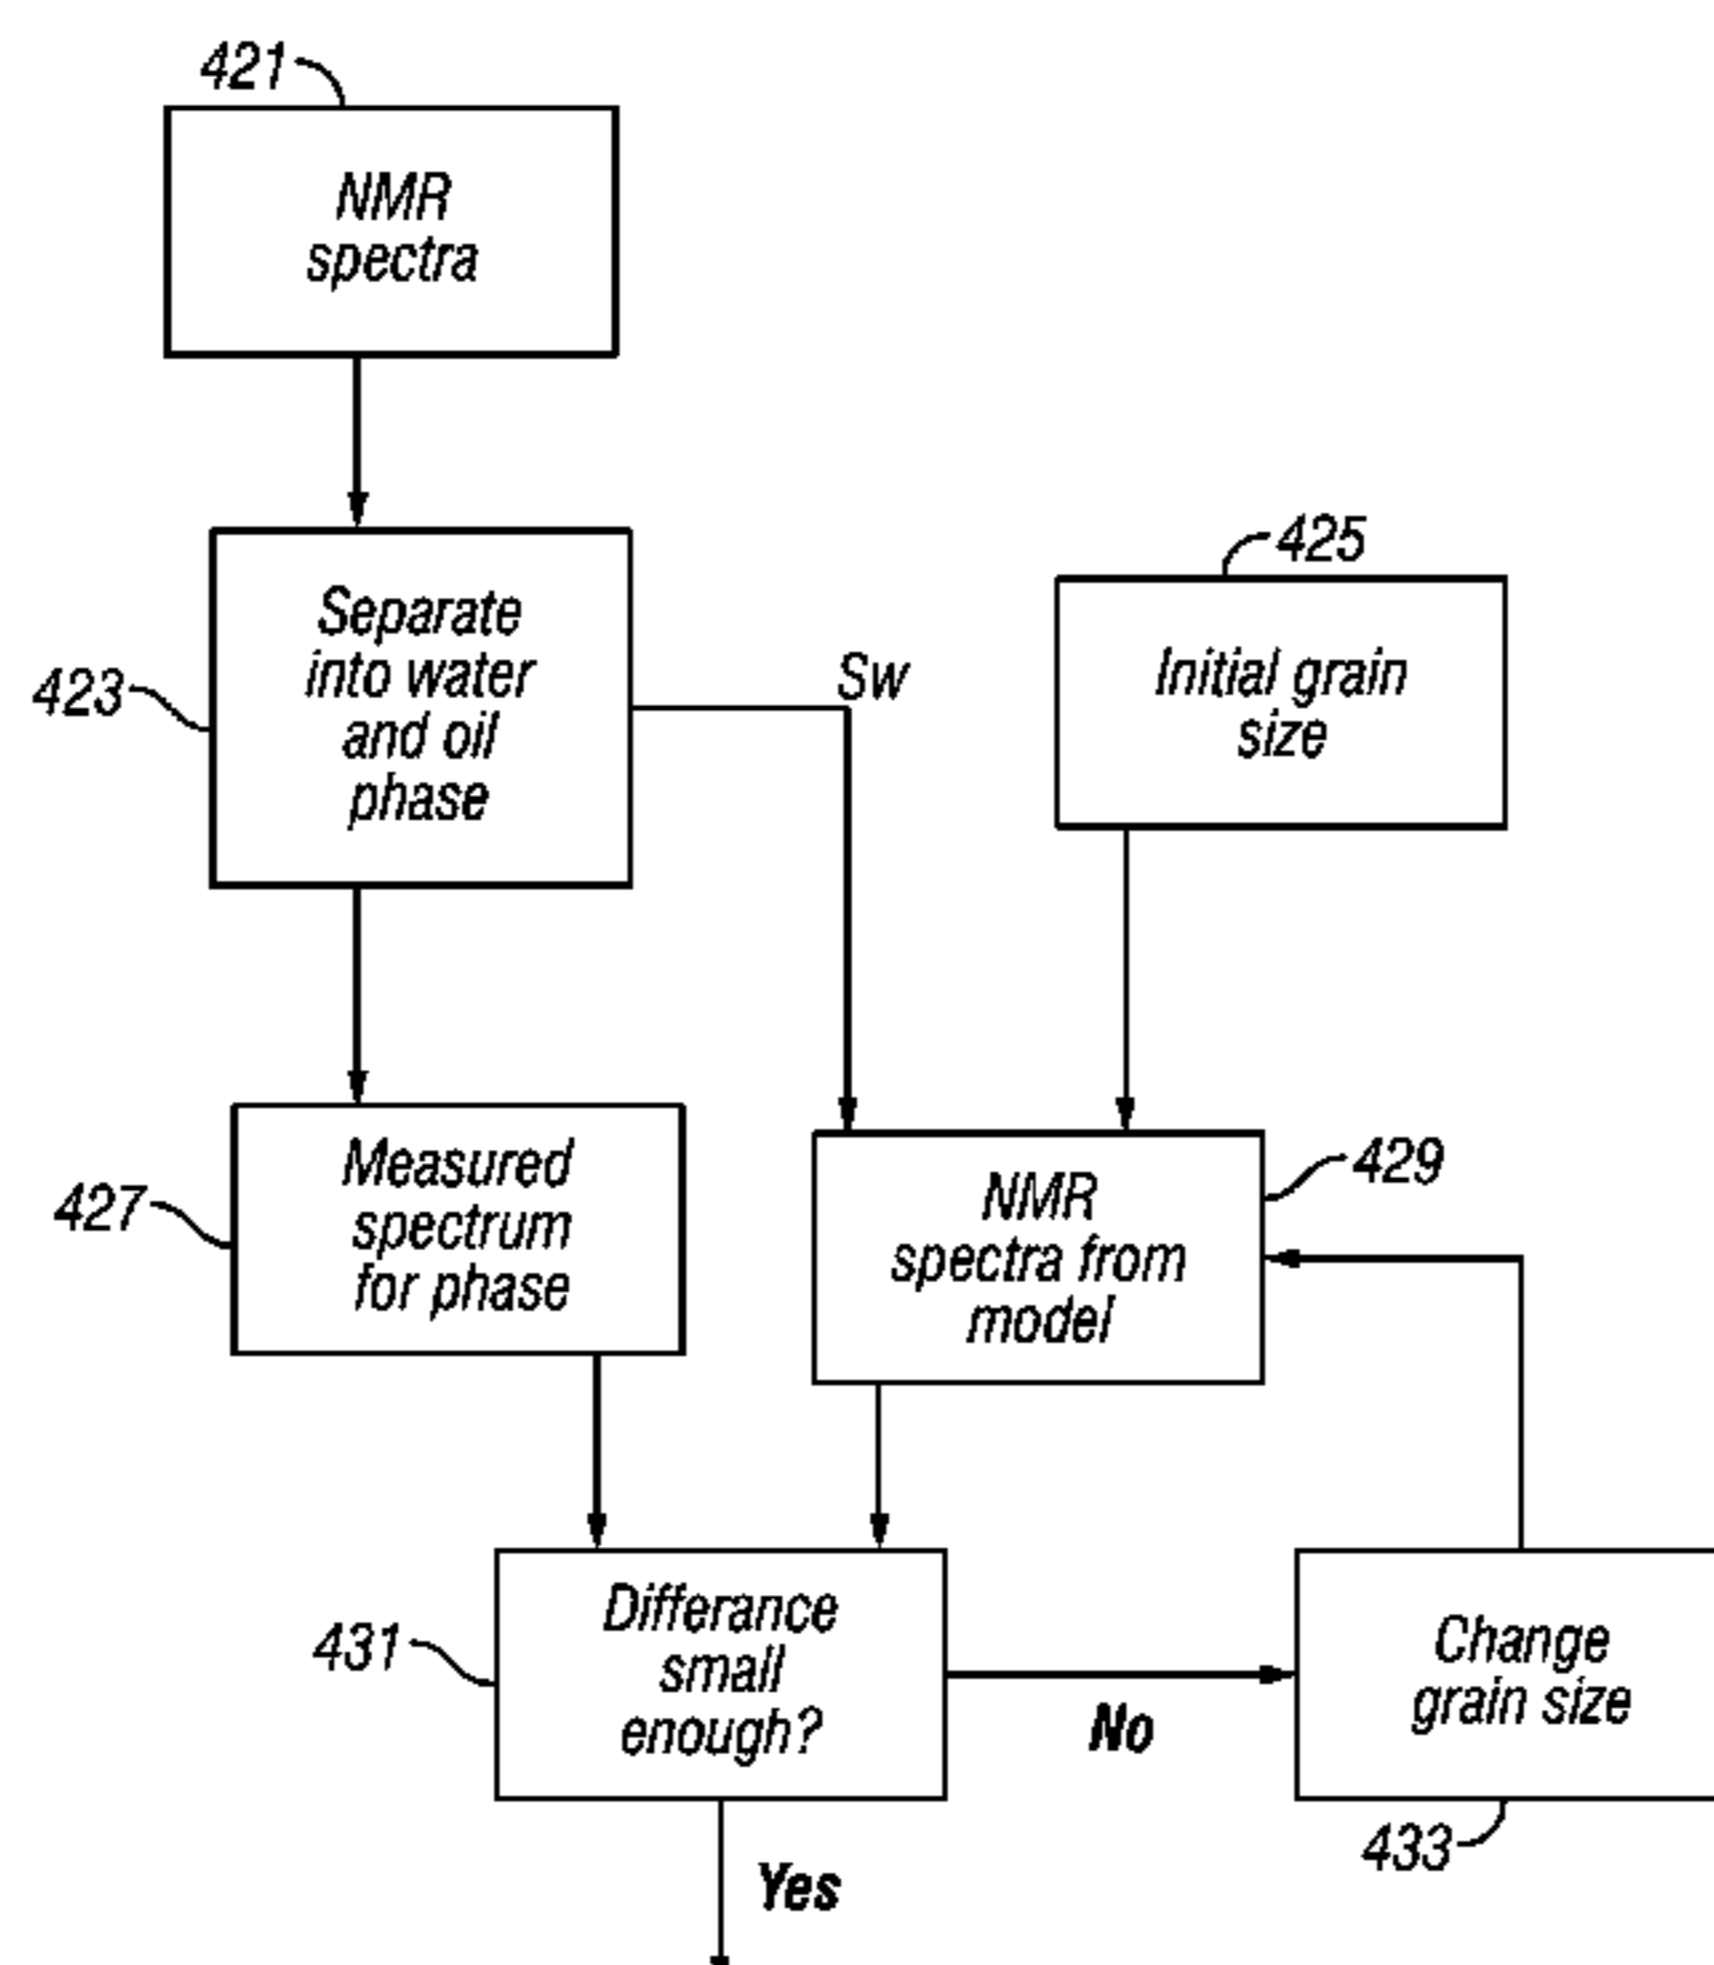 421
NMR
spectra
423
Separate
into water
and oil
phase
Sw
425
Initial grain
size
427
Measured
spectrum
for phase
429
NMR
spectra from
model
431
Differance
small
enough?
No
Change
grain size
433
Yes